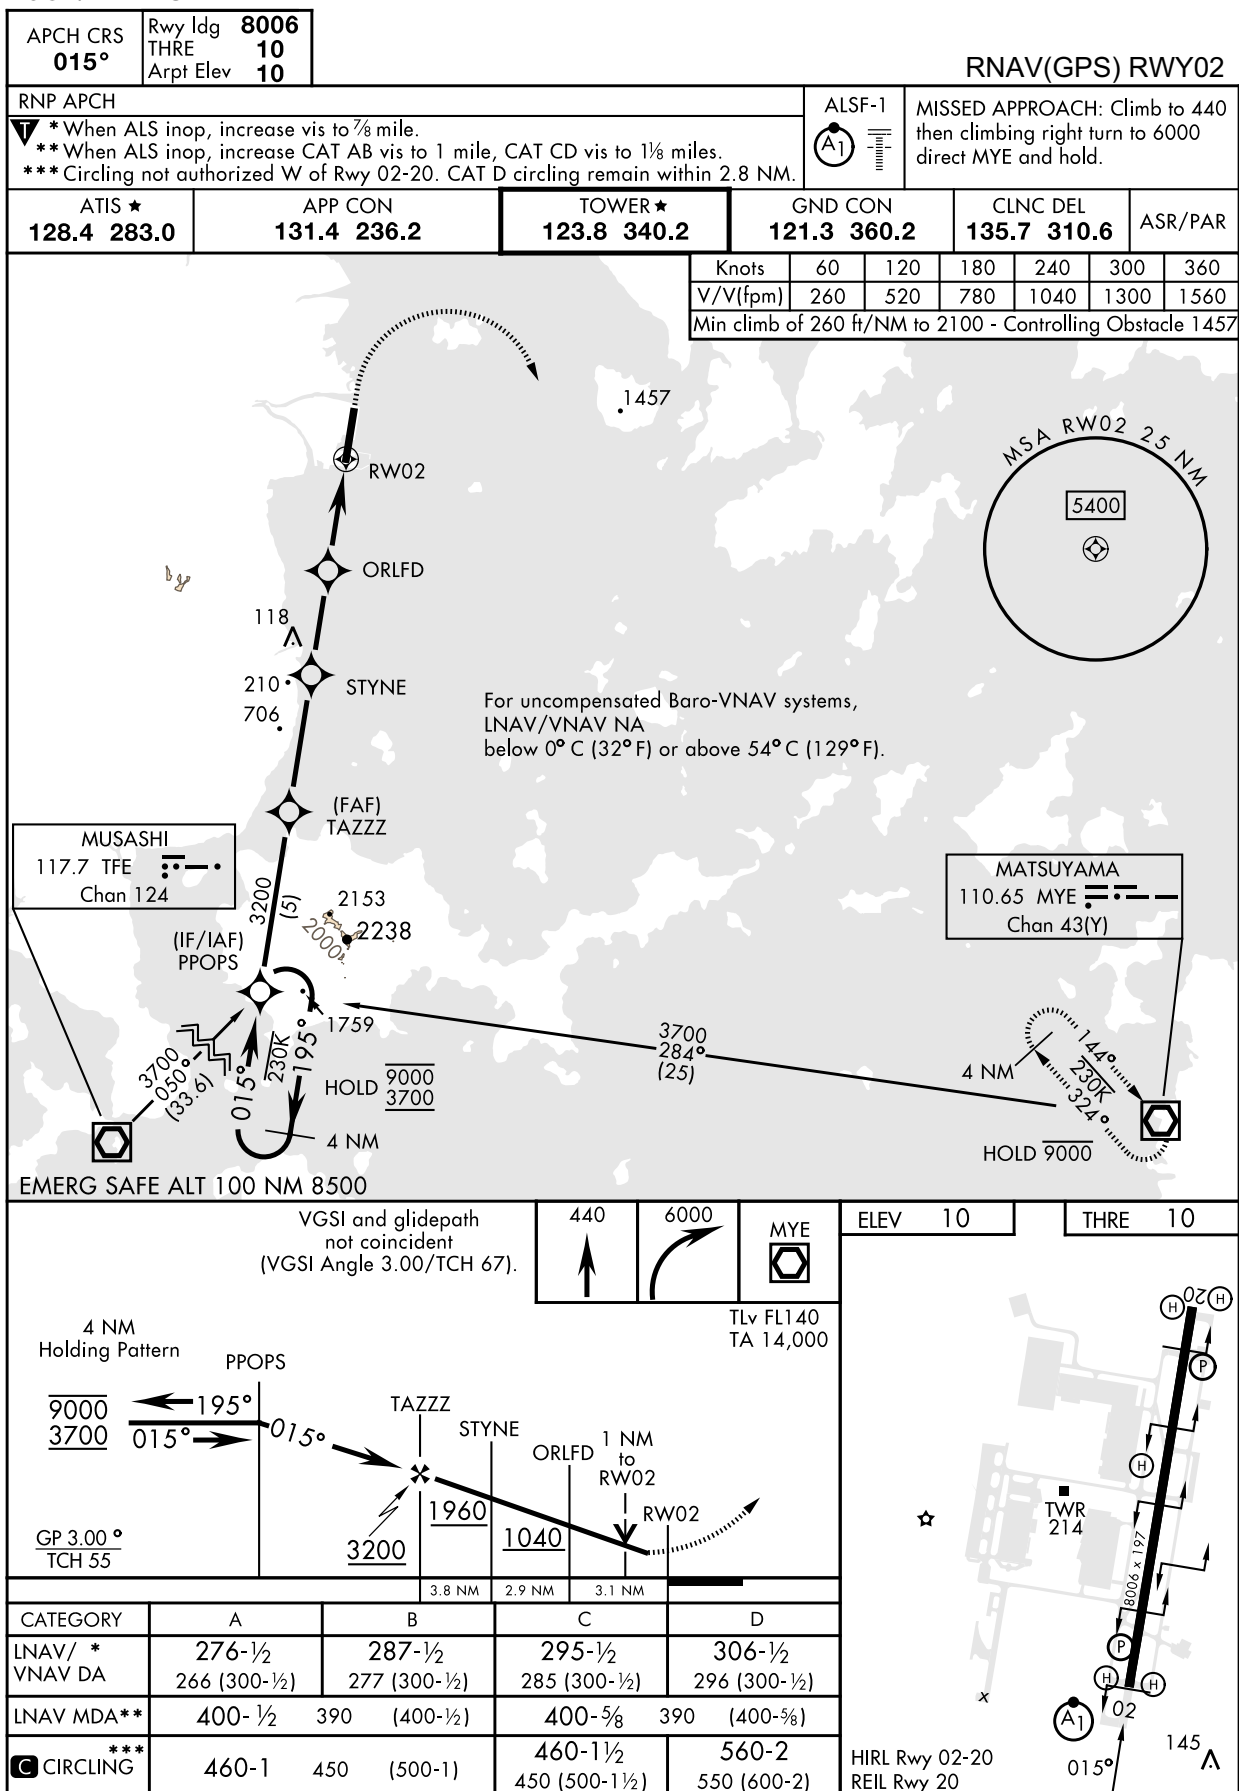 APCH CRS
015°
Rwy ldg 8006
THRE 10
Arpt Elev 10
RNAV(GPS) RWY02
RNP APCH
T * When ALS inop, increase vis to ⅞ mile.
** When ALS inop, increase CAT AB vis to 1 mile, CAT CD vis to 1⅛ miles.
*** Circling not authorized W of Rwy 02-20. CAT D circling remain within 2.8 NM.
ALSF-1
A1
MISSED APPROACH: Climb to 440
then climbing right turn to 6000
direct MYE and hold.
ATIS ★
128.4 283.0
APP CON
131.4 236.2
TOWER ★
123.8 340.2
GND CON
121.3 360.2
CLNC DEL
135.7 310.6
ASR/PAR
Knots 60 120 180 240 300 360
V/V(fpm) 260 520 780 1040 1300 1560
Min climb of 260 ft/NM to 2100 - Controlling Obstacle 1457
1457
RW02
MSA RW02 25 NM
5400
ORLFD
118
210
STYNE
706
For uncompensated Baro-VNAV systems,
LNAV/VNAV NA
below 0° C (32° F) or above 54° C (129° F).
(FAF)
TAZZZ
MUSASHI
117.7 TFE
Chan 124
MATSUYAMA
110.65 MYE
Chan 43(Y)
3200
(5)
2153
2000
2238
(IF/IAF)
PPOPS
1759
3700
050°
(33.6)
015°
230K
195°
HOLD 9000
3700
4 NM
3700
284°
(25)
4 NM
144°
230K
324°
HOLD 9000
EMERG SAFE ALT 100 NM 8500
VGSI and glidepath
not coincident
(VGSI Angle 3.00/TCH 67).
440
6000
MYE
TLv FL140
TA 14,000
4 NM
Holding Pattern
PPOPS
9000
3700
195°
015°
015°
TAZZZ
STYNE
ORLFD
1 NM
to
RW02
RW02
1960
1040
3200
GP 3.00 °
TCH 55
3.8 NM 2.9 NM 3.1 NM
CATEGORY A B C D
LNAV/ *
VNAV DA
276-½ 287-½ 295-½ 306-½
266 (300-½) 277 (300-½) 285 (300-½) 296 (300-½)
LNAV MDA** 400-½ 390 (400-½) 400-⅝ 390 (400-⅝)
***
C CIRCLING 460-1 450 (500-1)
460-1½ 560-2
450 (500-1½) 550 (600-2)
ELEV 10
THRE 10
H
20
H
P
H
TWR
214
8006 x 197
P
H
H
x
A1
02
145
015°
HIRL Rwy 02-20
REIL Rwy 20